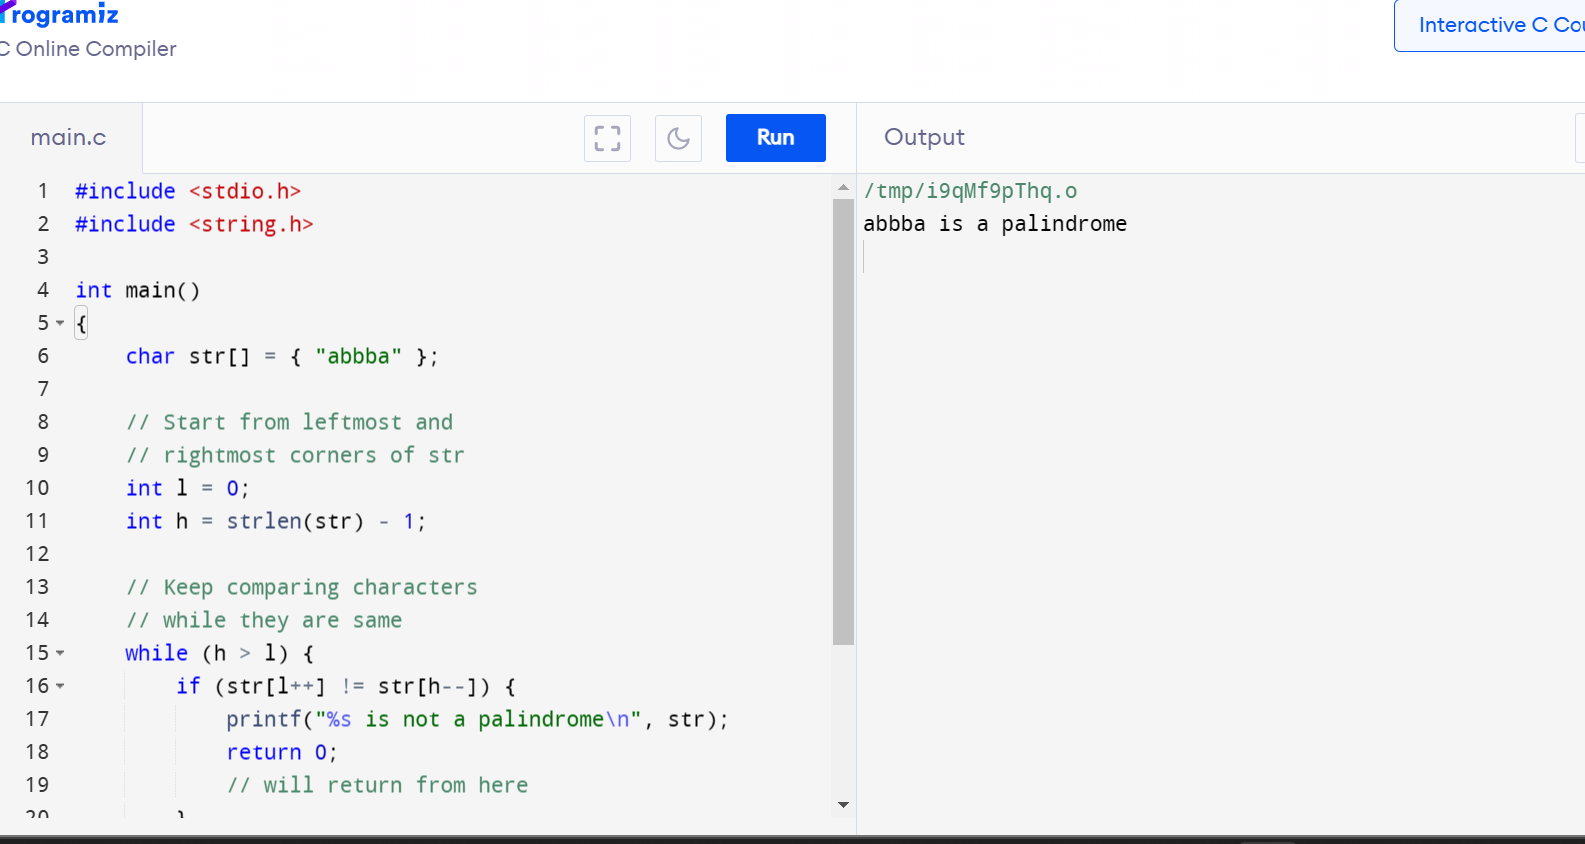 Programiz
C Online Compiler
Interactive C Cou
main.c
Run
Output
1 #include <stdio.h>
2 #include <string.h>
3
4 int main()
5 {
6     char str[] = { "abbba" };
7
8     // Start from leftmost and
9     // rightmost corners of str
10     int l = 0;
11     int h = strlen(str) - 1;
12
13     // Keep comparing characters
14     // while they are same
15     while (h > l) {
16         if (str[l++] != str[h--]) {
17             printf("%s is not a palindrome\n", str);
18             return 0;
19             // will return from here
20         }
/tmp/i9qMf9pThq.o
abbba is a palindrome